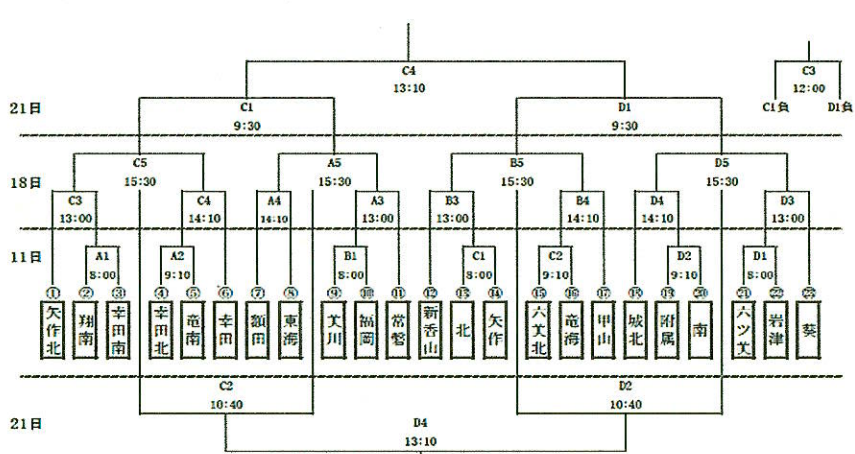 C4 C3
13:10 12:00
21日 C1 D1 C1負 D1負
9:30 9:30
C5 A5 B5 D5
18日 15:30 15:30 15:30 15:30
C3 C4 A4 A3 B3 B4 D4 D3
13:00 14:10 14:10 13:00 13:00 14:10 14:10 13:00
11日 A1 A2 B1 C1 C2 D2 D1
8:00 9:10 8:00 8:00 9:10 9:10 8:00
① ② ③ ④ ⑤ ⑥ ⑦ ⑧ ⑨ ⑩ ⑪ ⑫ ⑬ ⑭ ⑮ ⑯ ⑰ ⑱ ⑲ ⑳ ㉑ ㉒ ㉓
矢作北 翔南 幸田南 幸田北 竜南 幸田 額田 東海 美川 福岡 常磐 新香山 北 矢作 六美北 竜海 甲山 城北 附属 南 六ツ美 岩津 葵
C2 D2
10:40 10:40
21日 D4
13:10